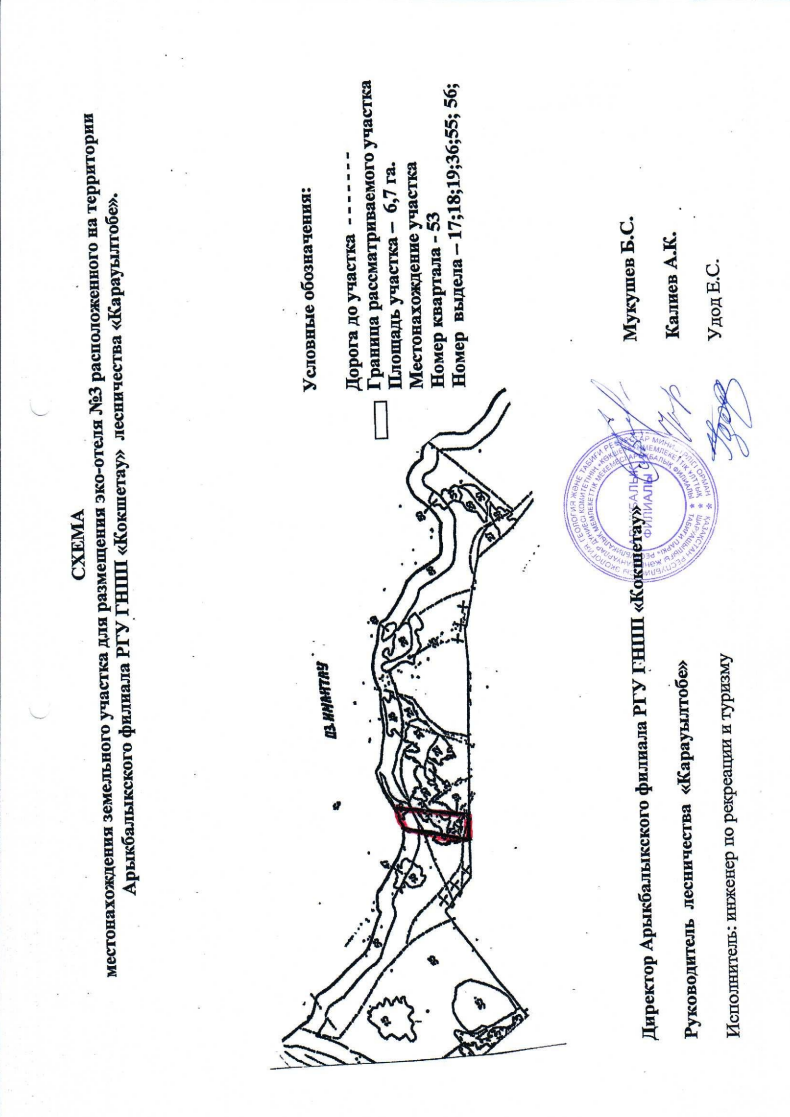 СХЕМА
местонахождения земельного участка для размещения эко-отеля №3 расположенного на территории
Арыкбалыкского филиала РГУ ГНПП «Кокшетау» лесничества «Карауылтобе».
Условные обозначения:
Дорога до участка - - - - - - -
Граница рассматриваемого участка
Площадь участка – 6,7 га.
Местонахождение участка
Номер квартала - 53
Номер выдела – 17;18;19;36;55; 56;
ОЗ.ИМАНТАУ
Директор Арыкбалыкского филиала РГУ ГНПП «Кокшетау» Мукушев Б.С.
Руководитель лесничества «Карауылтобе» Калиев А.К.
Исполнитель: инженер по рекреации и туризму Удод Е.С.
АРЫҚБАЛЫҚ
ФИЛИАЛЫ